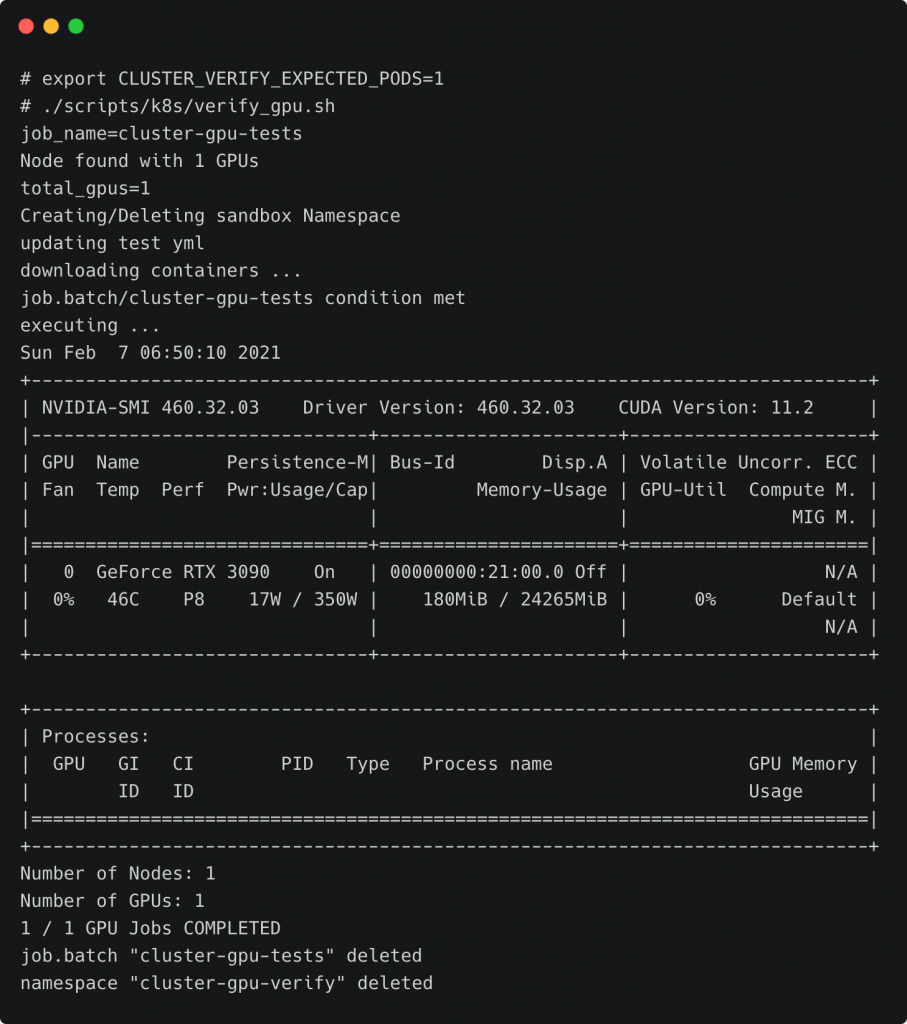 # export CLUSTER_VERIFY_EXPECTED_PODS=1
# ./scripts/k8s/verify_gpu.sh
job_name=cluster-gpu-tests
Node found with 1 GPUs
total_gpus=1
Creating/Deleting sandbox Namespace
updating test yml
downloading containers ...
job.batch/cluster-gpu-tests condition met
executing ...
Sun Feb  7 06:50:10 2021
+-----------------------------------------------------------------------------+
| NVIDIA-SMI 460.32.03    Driver Version: 460.32.03    CUDA Version: 11.2     |
|-------------------------------+----------------------+----------------------+
| GPU  Name        Persistence-M| Bus-Id        Disp.A | Volatile Uncorr. ECC |
| Fan  Temp  Perf  Pwr:Usage/Cap|         Memory-Usage | GPU-Util  Compute M. |
|                               |                      |               MIG M. |
|===============================+======================+======================|
|   0  GeForce RTX 3090    On   | 00000000:21:00.0 Off |                  N/A |
|  0%   46C    P8    17W / 350W |    180MiB / 24265MiB |      0%      Default |
|                               |                      |                  N/A |
+-------------------------------+----------------------+----------------------+

+-----------------------------------------------------------------------------+
| Processes:                                                                  |
|  GPU   GI   CI        PID   Type   Process name                  GPU Memory |
|        ID   ID                                                   Usage      |
|=============================================================================|
+-----------------------------------------------------------------------------+
Number of Nodes: 1
Number of GPUs: 1
1 / 1 GPU Jobs COMPLETED
job.batch "cluster-gpu-tests" deleted
namespace "cluster-gpu-verify" deleted